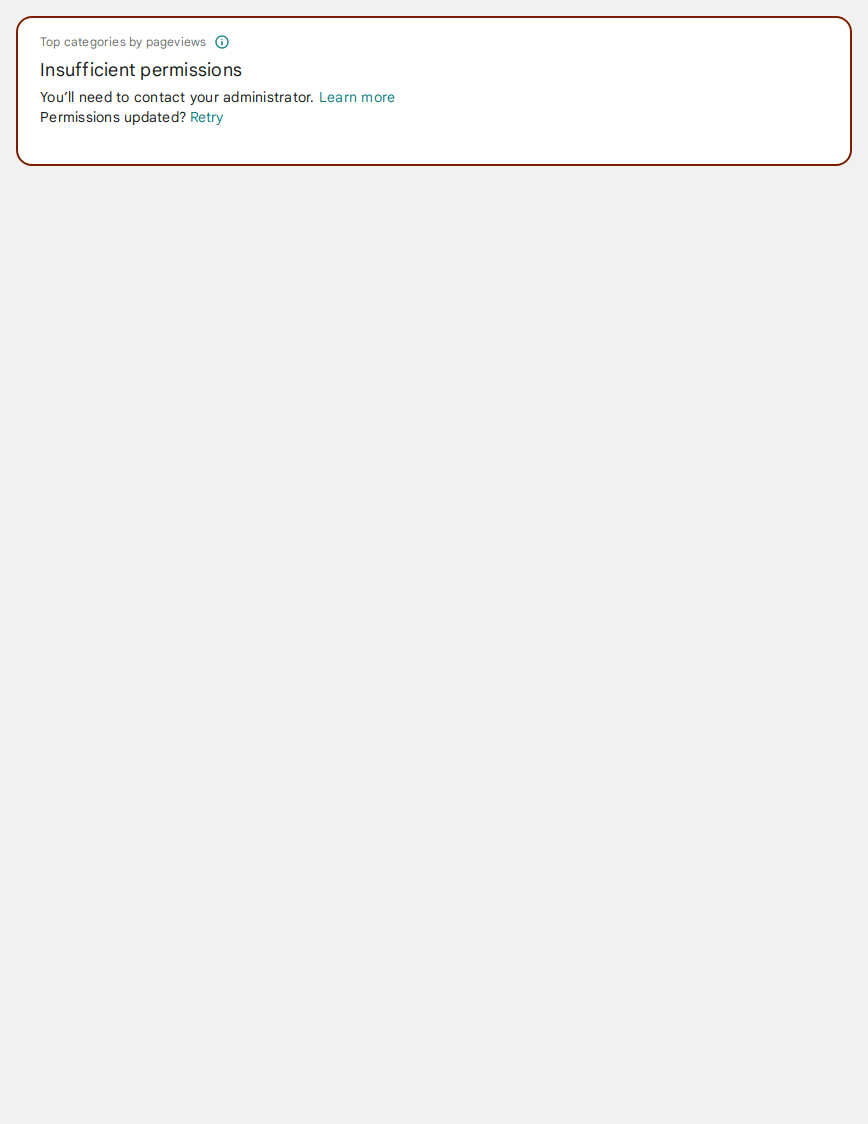 Top categories by pageviews
Insufficient permissions
You’ll need to contact your administrator. Learn more
Permissions updated? Retry